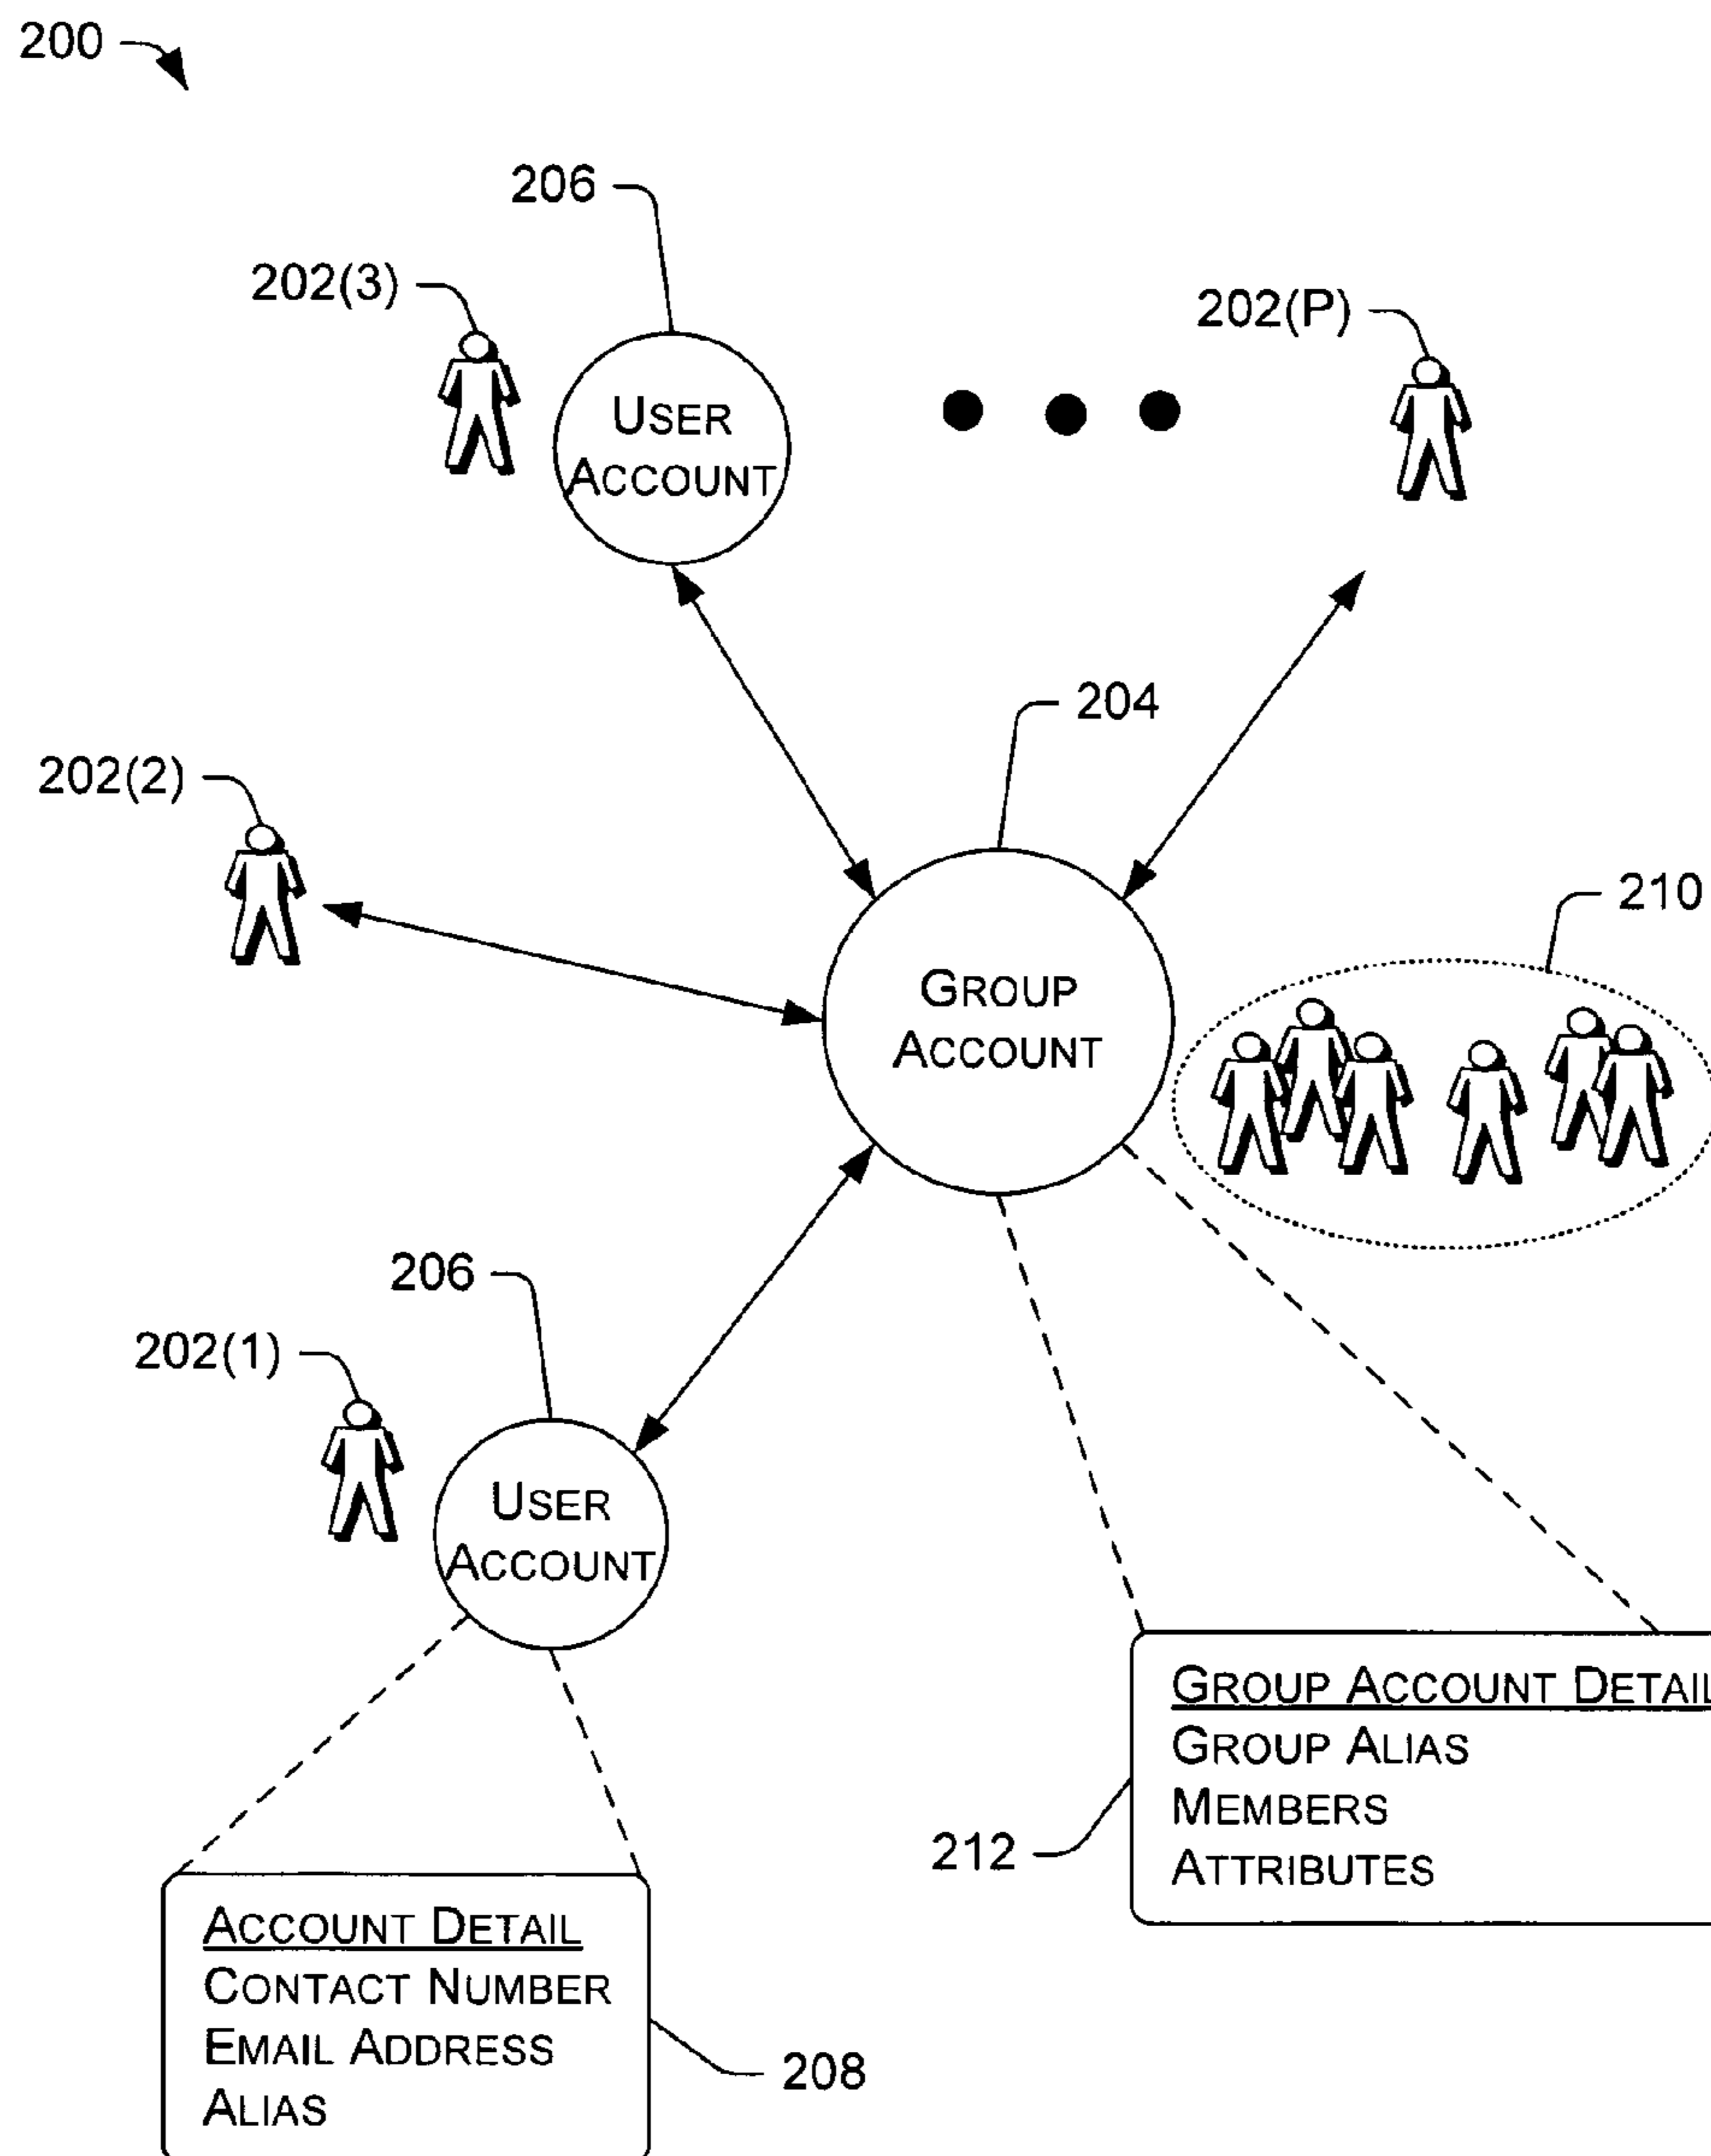 200
206
202(3)
202(P)
USER
ACCOUNT
204
202(2)
210
GROUP
ACCOUNT
206
202(1)
USER
ACCOUNT
GROUP ACCOUNT DETAIL
GROUP ALIAS
MEMBERS
212
ATTRIBUTES
ACCOUNT DETAIL
CONTACT NUMBER
EMAIL ADDRESS
208
ALIAS